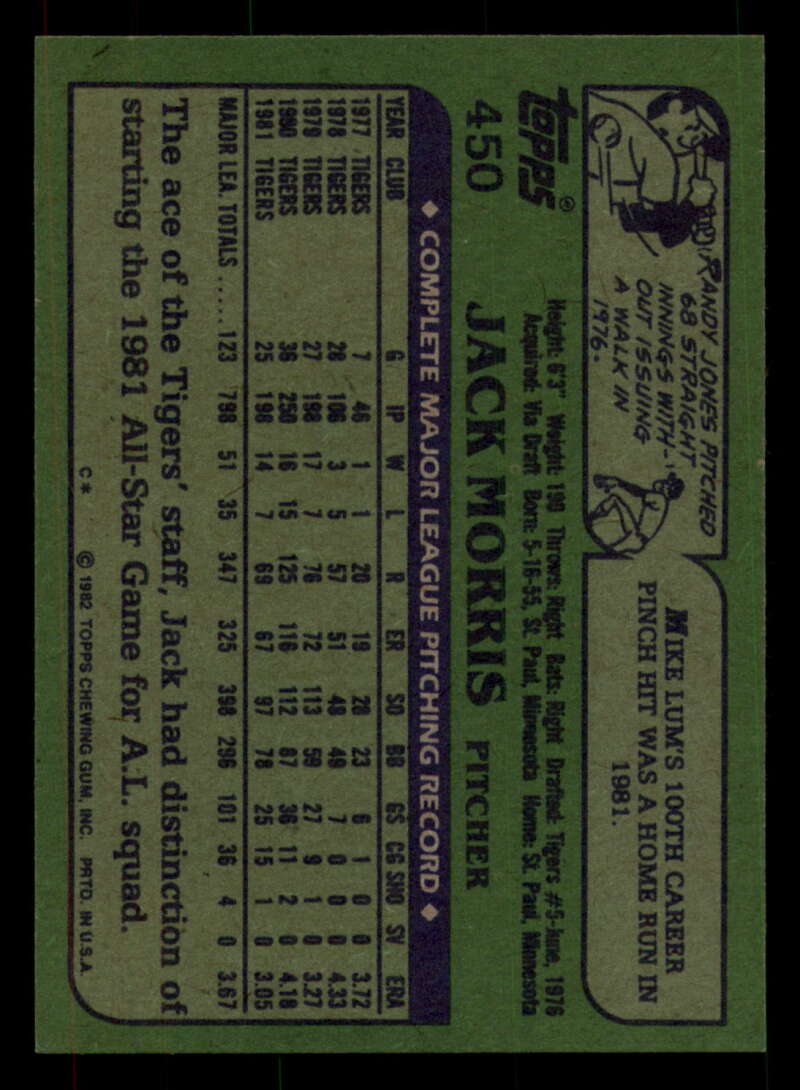 RANDY JONES PITCHED
68 STRAIGHT
INNINGS WITH-
OUT ISSUING
A WALK IN
1976.
MIKE LUM'S 100TH CAREER
PINCH HIT WAS A HOME RUN IN
1981.
topps®
450 JACK MORRIS PITCHER
Height: 6'3" Weight: 190 Throws: Right Bats: Right Drafted: Tigers #5-June, 1976
Acquired: Via Draft Born: 5-16-55, St. Paul, Minnesota Home: St. Paul, Minnesota
◆ COMPLETE MAJOR LEAGUE PITCHING RECORD ◆
YEAR CLUB G IP W L R ER SO BB GS CG SHO SV ERA
1977 TIGERS 7 46 1 1 20 19 28 23 6 1 0 0 3.72
1978 TIGERS 28 106 3 5 57 51 48 49 7 0 0 0 4.33
1979 TIGERS 27 198 17 7 76 72 113 59 27 9 1 0 3.27
1980 TIGERS 36 250 16 15 125 116 112 87 36 11 2 0 4.18
1981 TIGERS 25 198 14 7 69 67 97 78 25 15 1 0 3.05
MAJOR LEA. TOTALS ..... 123 798 51 35 347 325 398 296 101 36 4 0 3.67
The ace of the Tigers' staff, Jack had distinction of
starting the 1981 All-Star Game for A.L. squad.
C* © 1982 TOPPS CHEWING GUM, INC. PRTD. IN U.S.A.